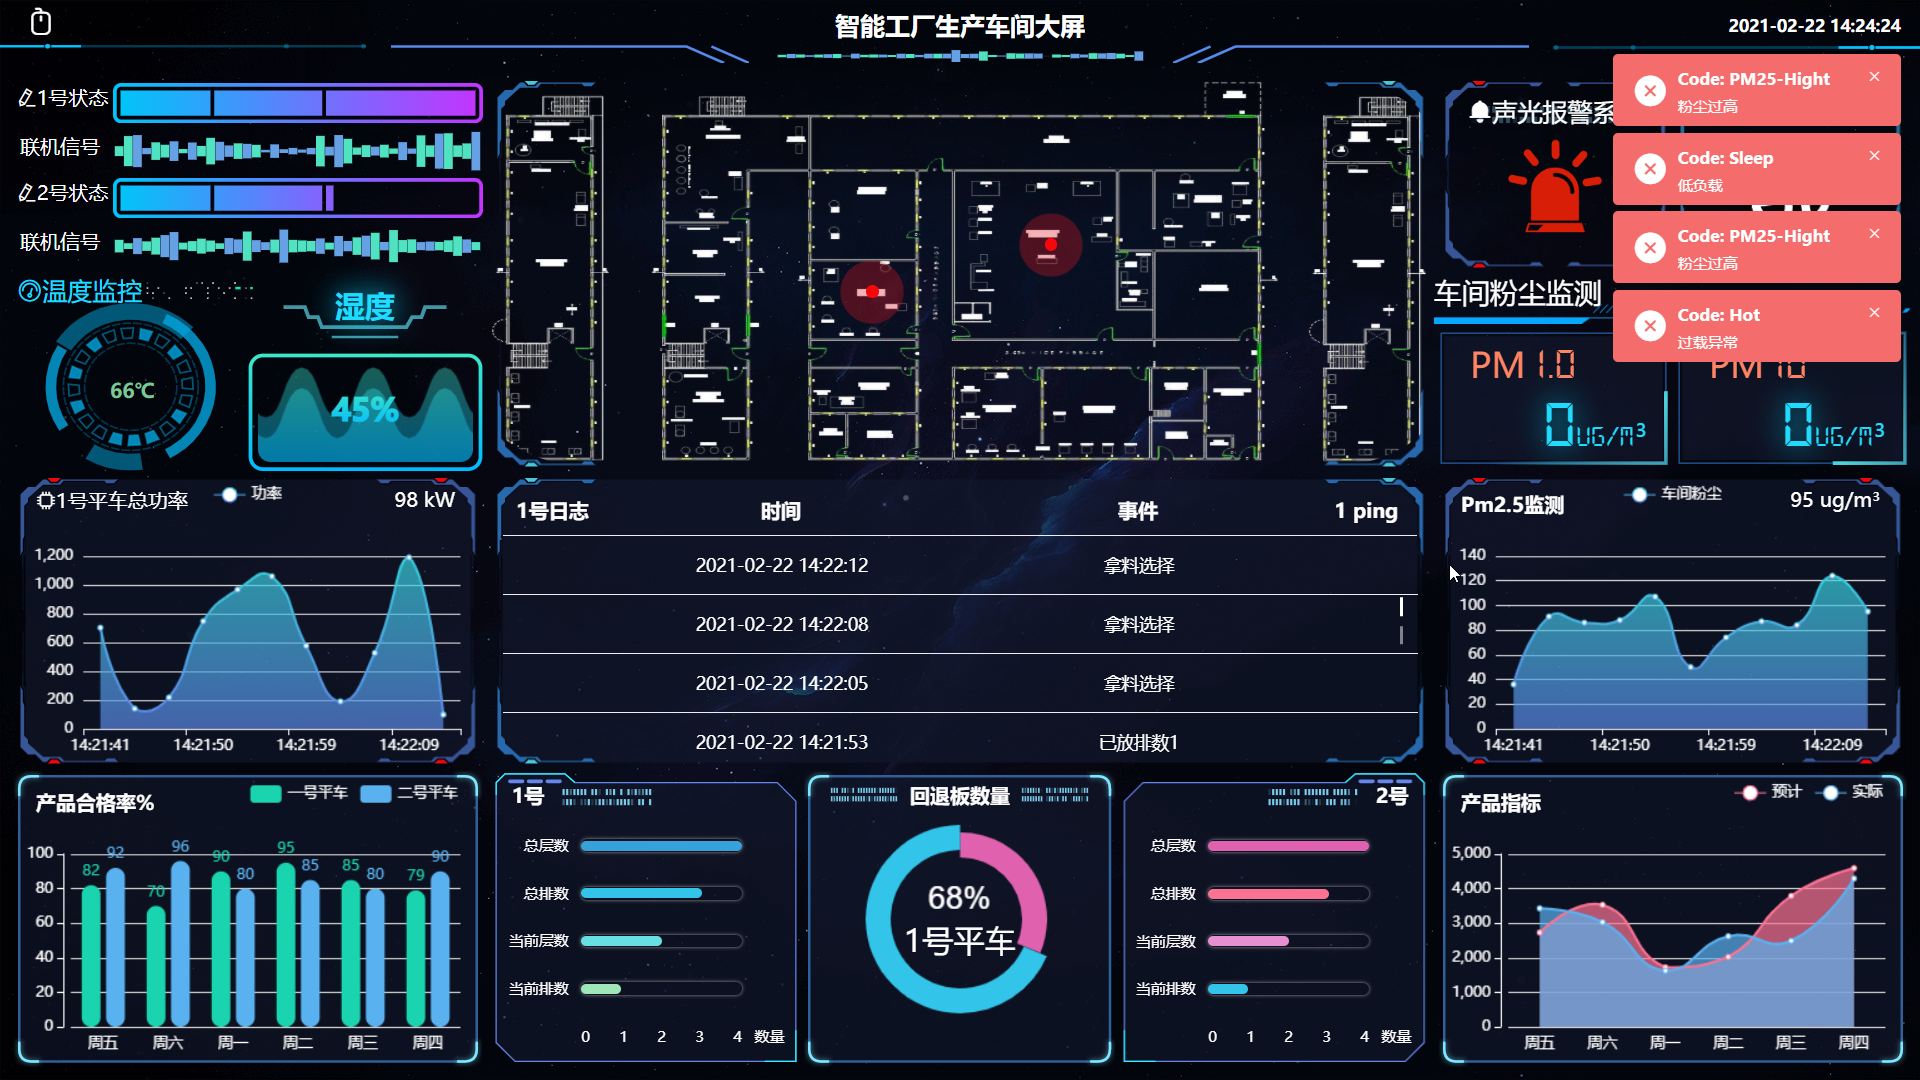 智能工厂生产车间大屏
2021-02-22 14:24:24
1号状态
联机信号
2号状态
联机信号
温度监控
66℃
湿度
45%
声光报警系
Code: PM25-Hight
粉尘过高
Code: Sleep
低负载
Code: PM25-Hight
粉尘过高
Code: Hot
过载异常
车间粉尘监测
PM 1.0
0 UG/M³
PM 10
0 UG/M³
1号平车总功率
功率
98 kW
1,200
1,000
800
600
400
200
0
14:21:41 14:21:50 14:21:59 14:22:09
1号日志 时间 事件 1 ping
2021-02-22 14:22:12 拿料选择
2021-02-22 14:22:08 拿料选择
2021-02-22 14:22:05 拿料选择
2021-02-22 14:21:53 已放排数1
Pm2.5监测
车间粉尘
95 ug/m³
140
120
100
80
60
40
20
0
14:21:41 14:21:50 14:21:59 14:22:09
产品合格率%
一号平车 二号平车
100
80
60
40
20
0
82 92 70 96 90 80 95 85 85 80 79 90
周五 周六 周一 周二 周三 周四
1号
总层数
总排数
当前层数
当前排数
0 1 2 3 4 数量
回退板数量
68%
1号平车
2号
总层数
总排数
当前层数
当前排数
0 1 2 3 4 数量
产品指标
预计 实际
5,000
4,000
3,000
2,000
1,000
0
周五 周六 周一 周二 周三 周四